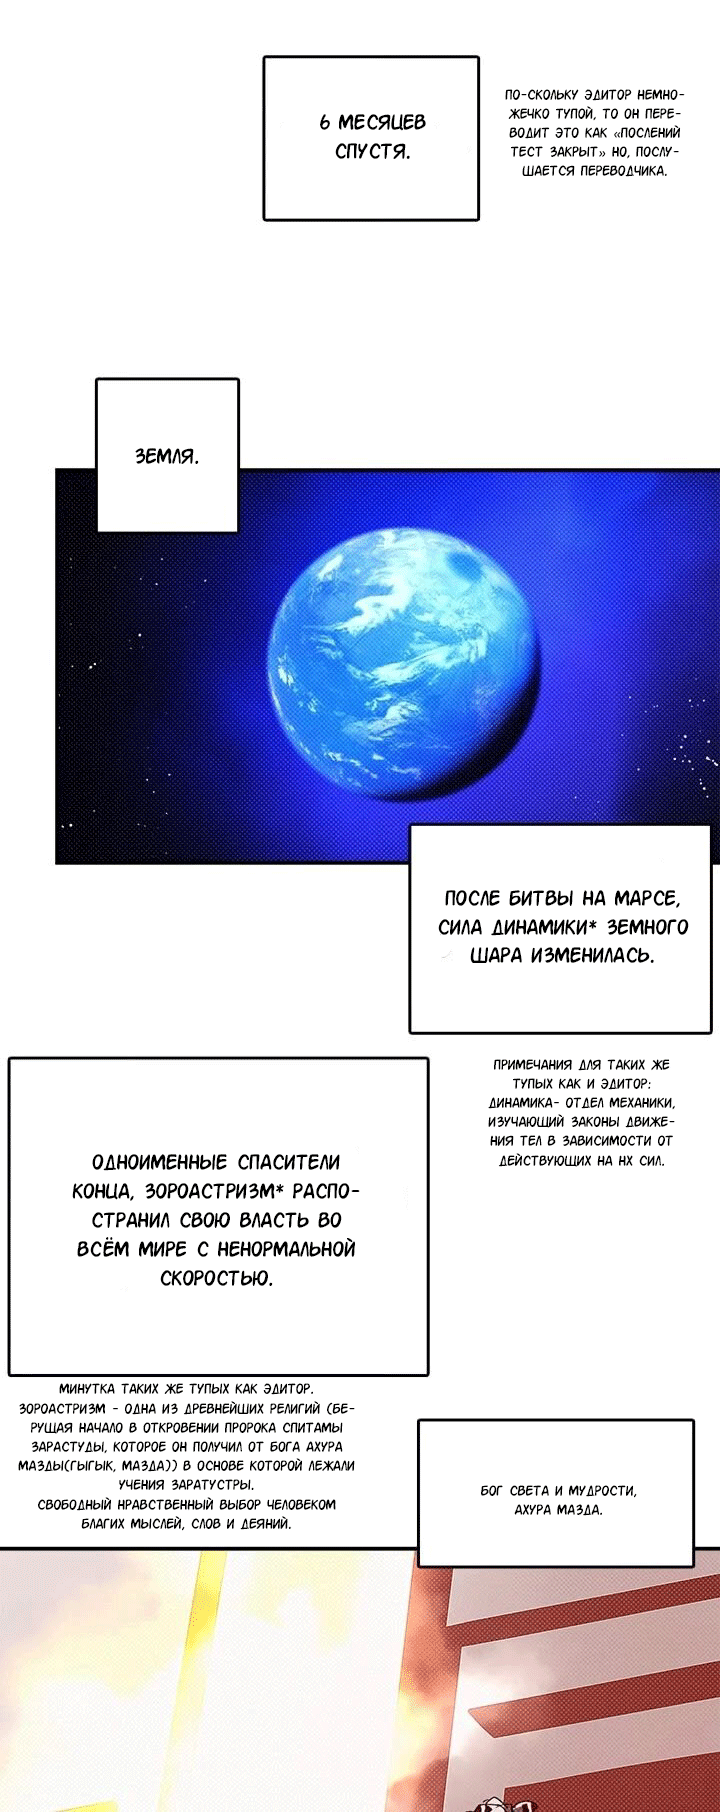 6 МЕСЯЦЕВ
СПУСТЯ.
ПО-СКОЛЬКУ ЭДИТОР НЕМНО-
ЖЕЧКО ТУПОЙ, ТО ОН ПЕРЕ-
ВОДИТ ЭТО КАК «ПОСЛЕНИЙ
ТЕСТ ЗАКРЫТ» НО, ПОСЛУ-
ШАЕТСЯ ПЕРЕВОДЧИКА.
ЗЕМЛЯ.
ПОСЛЕ БИТВЫ НА МАРСЕ,
СИЛА ДИНАМИКИ* ЗЕМНОГО
ШАРА ИЗМЕНИЛАСЬ.
ПРИМЕЧАНИЯ ДЛЯ ТАКИХ ЖЕ
ТУПЫХ КАК И ЭДИТОР:
ДИНАМИКА- ОТДЕЛ МЕХАНИКИ,
ИЗУЧАЮЩИЙ ЗАКОНЫ ДВИЖЕ-
НИЯ ТЕЛ В ЗАВИСИМОСТИ ОТ
ДЕЙСТВУЮЩИХ НА НХ СИЛ.
ОДНОИМЕННЫЕ СПАСИТЕЛИ
КОНЦА, ЗОРОАСТРИЗМ* РАСПО-
СТРАНИЛ СВОЮ ВЛАСТЬ ВО
ВСЁМ МИРЕ С НЕНОРМАЛЬНОЙ
СКОРОСТЬЮ.
МИНУТКА ТАКИХ ЖЕ ТУПЫХ КАК ЭДИТОР.
ЗОРОАСТРИЗМ - ОДНА ИЗ ДРЕВНЕЙШИХ РЕЛИГИЙ (БЕ-
РУЩАЯ НАЧАЛО В ОТКРОВЕНИИ ПРОРОКА СПИТАМЫ
ЗАРАСТУДЫ, КОТОРОЕ ОН ПОЛУЧИЛ ОТ БОГА АХУРА
МАЗДЫ(ГЫГЫК, МАЗДА)) В ОСНОВЕ КОТОРОЙ ЛЕЖАЛИ
УЧЕНИЯ ЗАРАТУСТРЫ.
СВОБОДНЫЙ НРАВСТВЕННЫЙ ВЫБОР ЧЕЛОВЕКОМ
БЛАГИХ МЫСЛЕЙ, СЛОВ И ДЕЯНИЙ.
БОГ СВЕТА И МУДРОСТИ,
АХУРА МАЗДА.